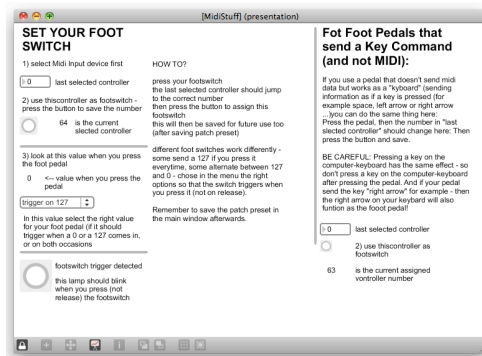 [MidiStuff] (presentation)
SET YOUR FOOT
SWITCH
1) select Midi Input device first
0 last selected controller
2) use thiscontroller as footswitch -
press the button to save the number
64 is the current
slected controller
3) look at this value when you press
the foot pedal
0 <-- value when you press the
pedal
trigger on 127
In this value select the right value
for your foot pedal (if it should
trigger when a 0 or a 127 comes in,
or on both occasions
footswitch trigger detected
this lamp should blink
when you press (not
release) the footswitch
HOW TO?
press your footswitch
the last selected controller should jump
to the correct number
then press the button to assign this
footswitch
this will then be saved for future use too
(after saving patch preset)
different foot switches work differently -
some send a 127 if you press it
everytime, some alternate between 127
and 0 - chose in the menu the right
options so that the switch triggers when
you press it (not on release).
Remember to save the patch preset in
the main window afterwards.
Fot Foot Pedals that
send a Key Command
(and not MIDI):
If you use a pedal that doesn't send midi
data but works as a "kyboard" (sending
information as if a key is pressed (for
example space, left arrow or right arrow
...)you can do the same thing here:
Press the pedal, then the number in "last
slected controller" should change here: Then
press the button and save.
BE CAREFUL: Pressing a key on the
computer-keyboard has the same effect - so
don't press a key on the computer-keyboard
after pressing the pedal. And if your pedal
send the key "right arrow" for example - then
the right arrow on your keybard will also
funtion as the fooot pedal!
0 last selected controller
2) use thiscontroller as
footswitch
63 is the current assigned
vontroller number